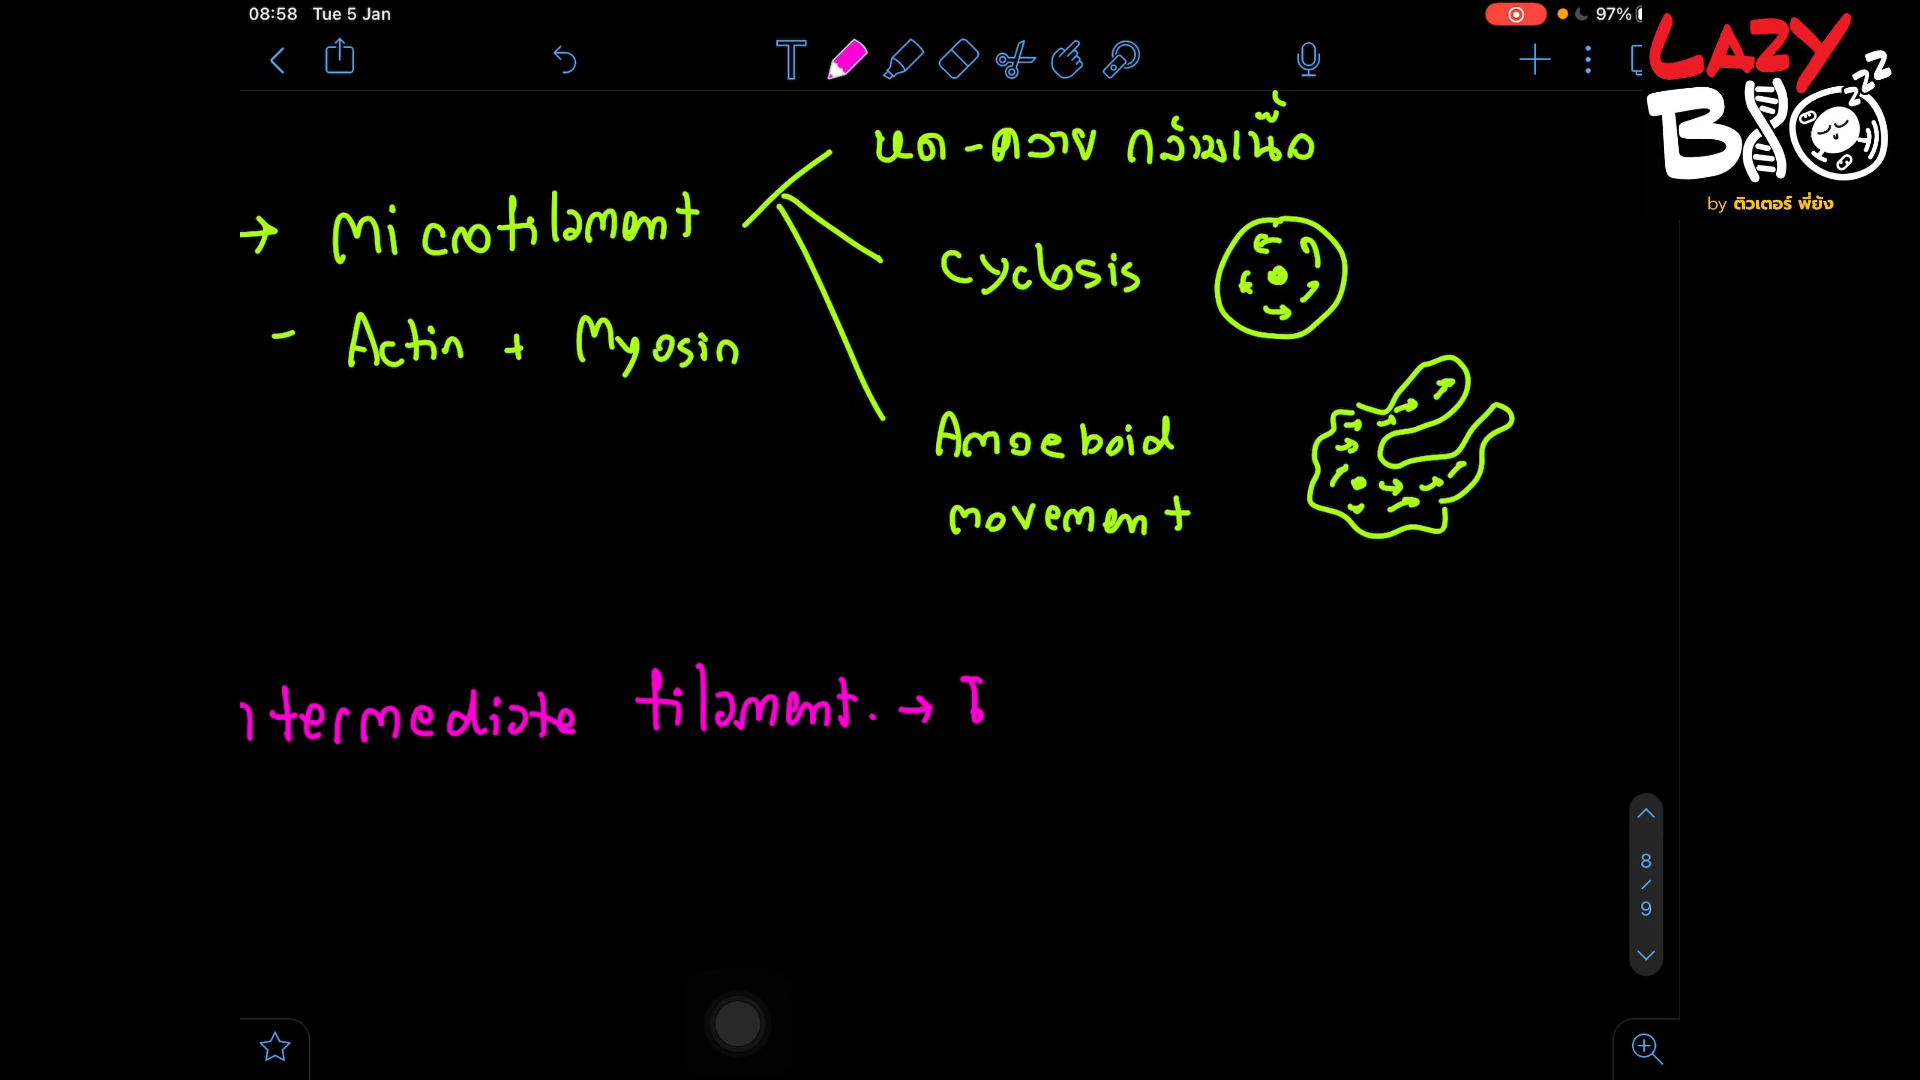 08:58 Tue 5 Jan
97%
LAZY
BIO
zzz
by ติวเตอร์ พี่ยัง
หด-คลาย กล้ามเนื้อ
→ Microfilament
Cyclosis
- Actin + Myosin
Amoeboid
movement
ntermediate filament. →
8
/
9